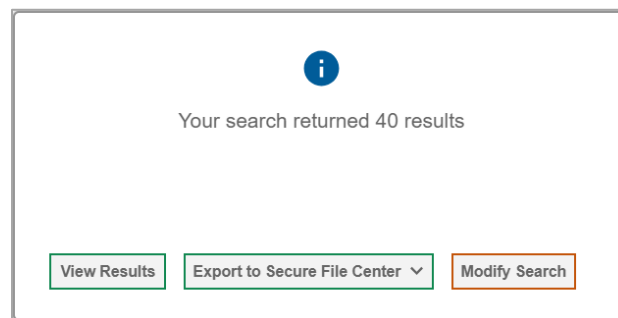 Your search returned 40 results
View Results
Export to Secure File Center
Modify Search